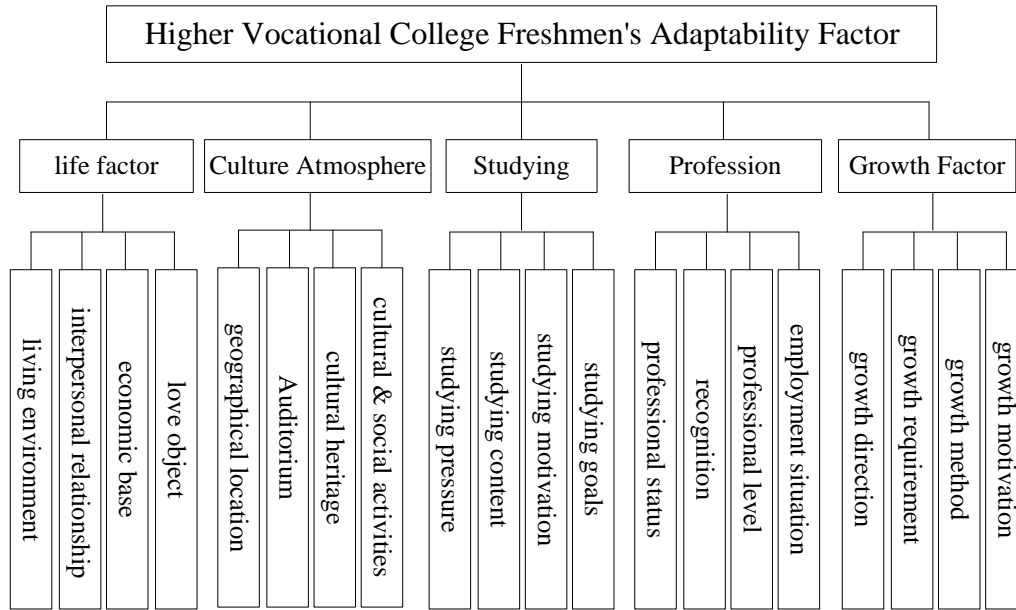 Higher Vocational College Freshmen's Adaptability Factor
life factor
Culture Atmosphere
Studying
Profession
Growth Factor
living environment
interpersonal relationship
economic base
love object
geographical location
Auditorium
cultural heritage
cultural & social activities
studying pressure
studying content
studying motivation
studying goals
professional status
recognition
professional level
employment situation
growth direction
growth requirement
growth method
growth motivation